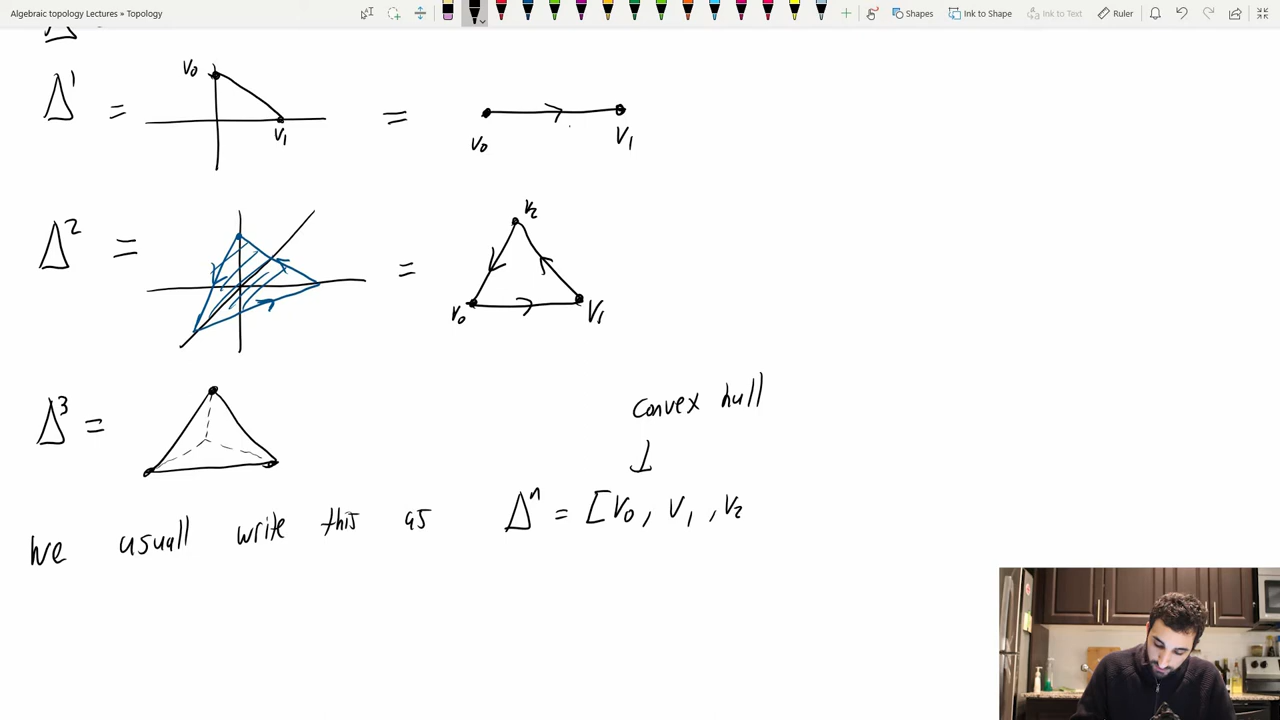 Algebraic topology Lectures » Topology
Shapes
Ink to Shape
Ink to Text
Ruler
Δ¹ = v₀ v₁ = v₀ v₁
Δ² = = v₂ v₀ v₁
Δ³ =
convex hull
We usuall write this as Δⁿ = [v₀, v₁, v₂